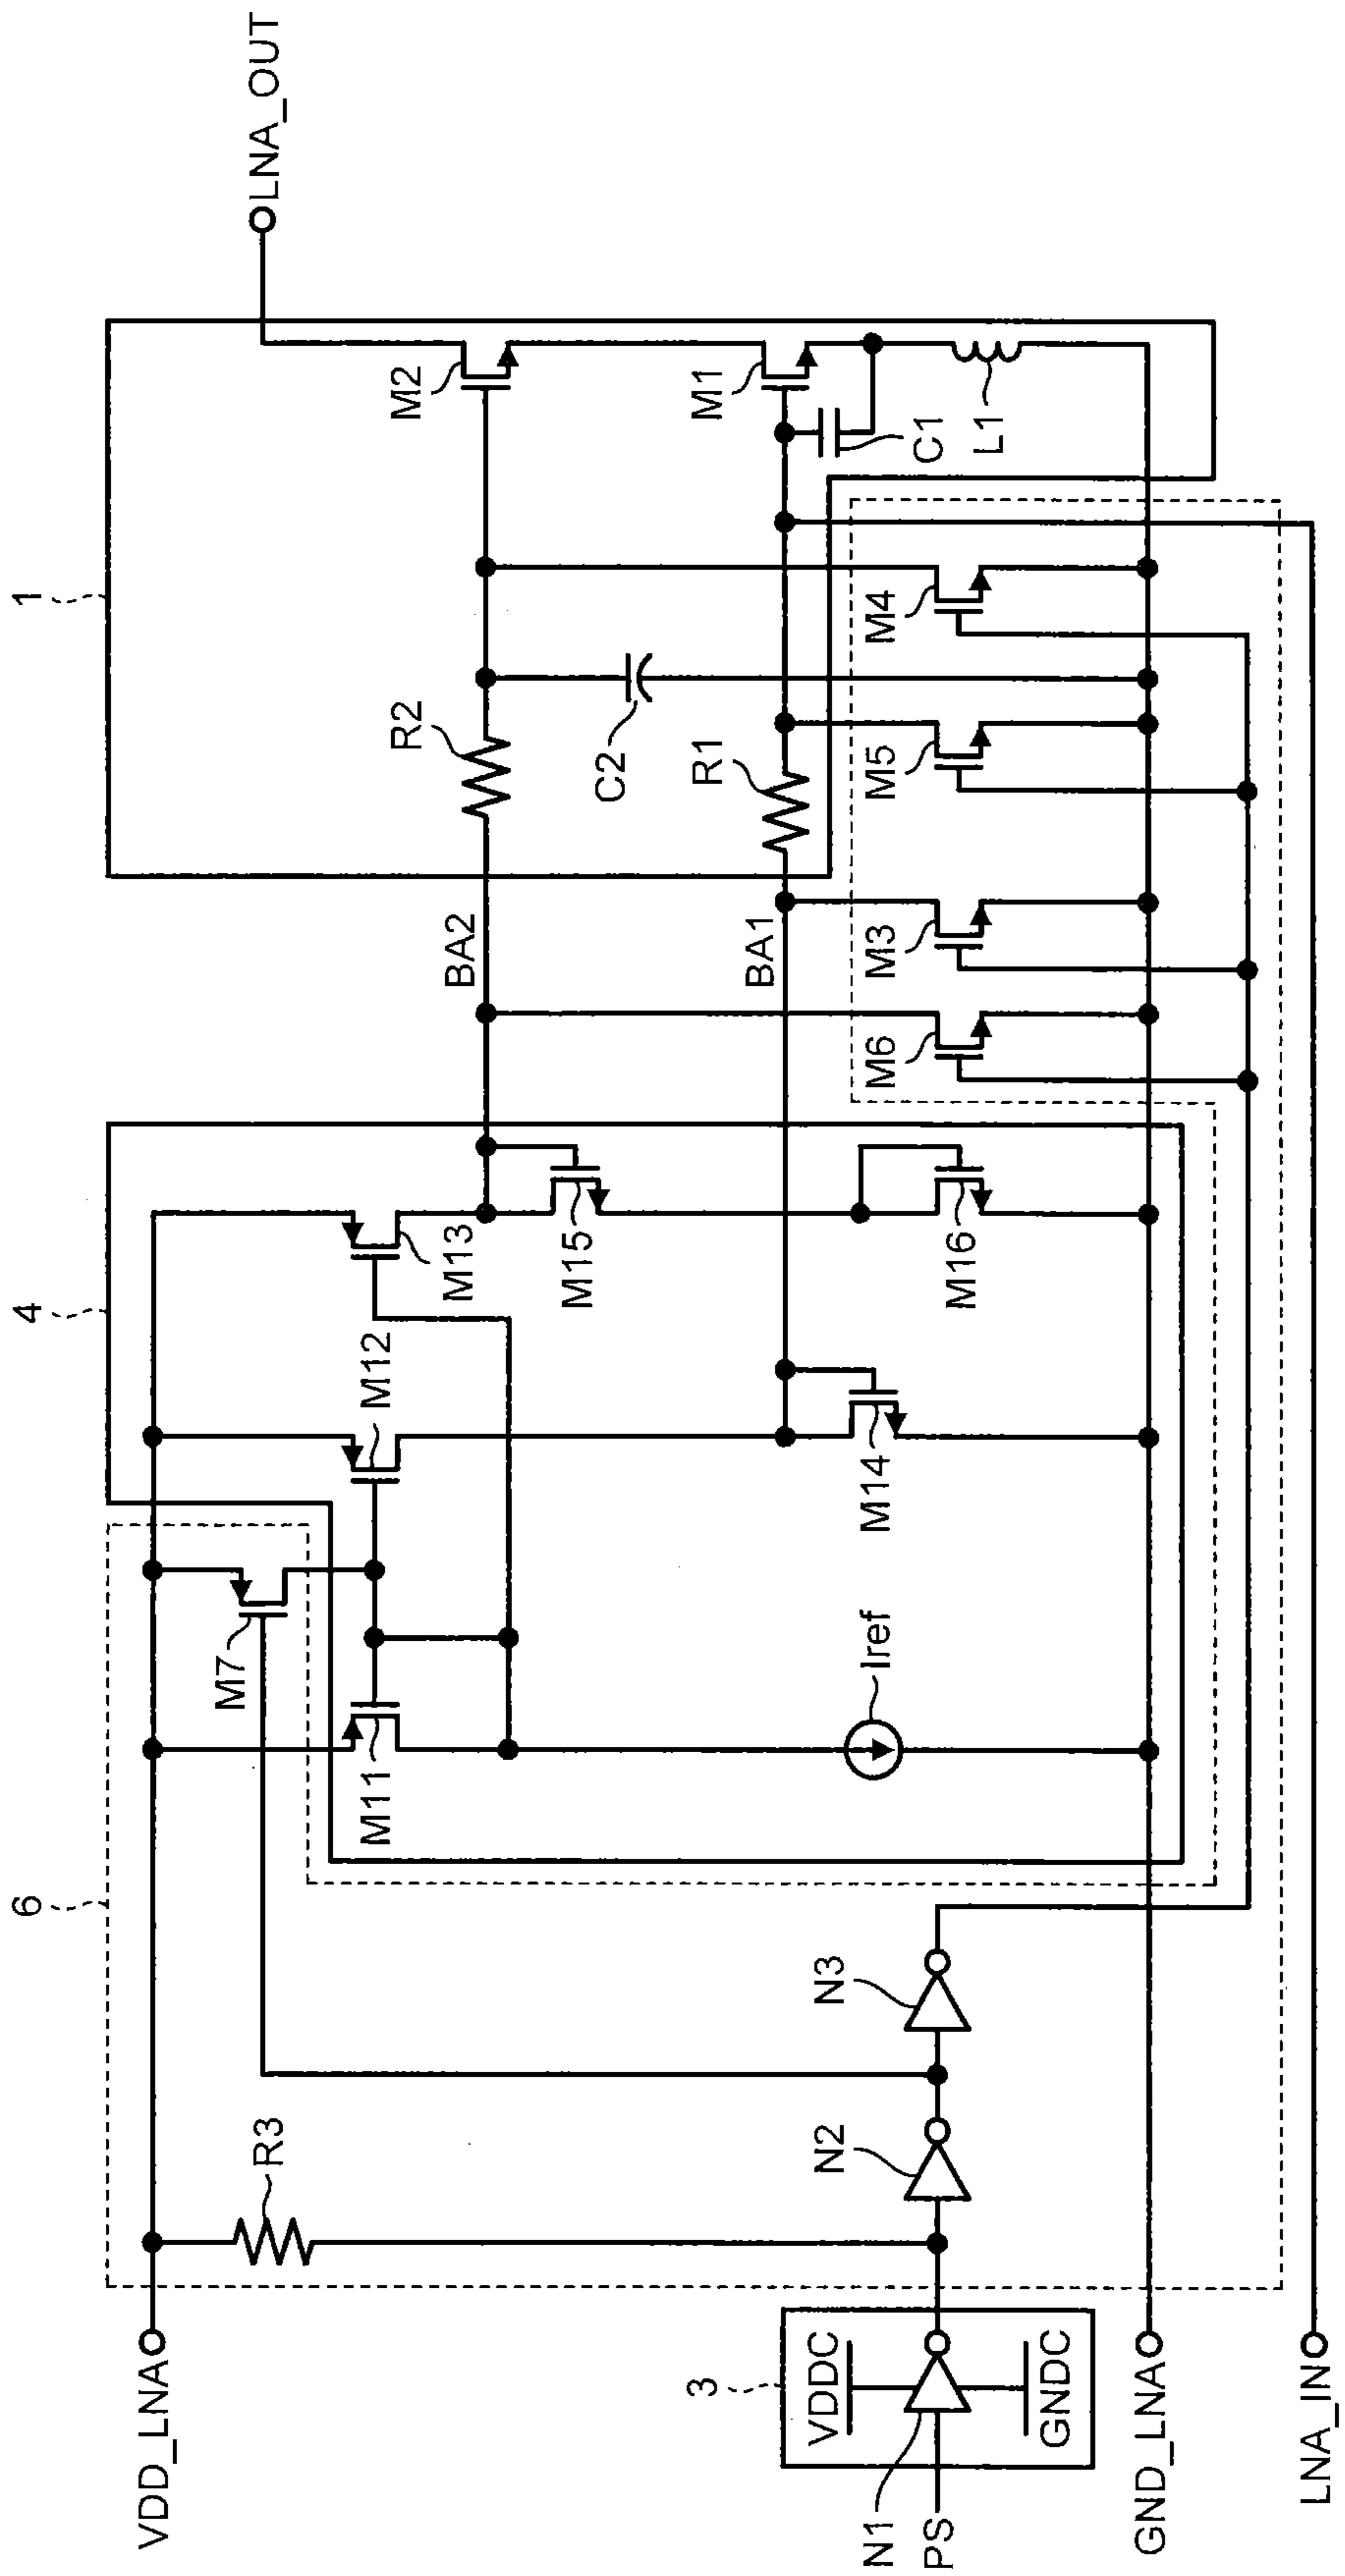 1
4
6
3
LNA_OUT
M2
M1
C1
L1
R2
C2
R1
M4
M5
M3
M6
BA2
BA1
M13
M15
M16
M12
M14
M7
M11
Iref
N3
N2
R3
VDDC
GNDC
N1
PS
VDD_LNA
GND_LNA
LNA_IN